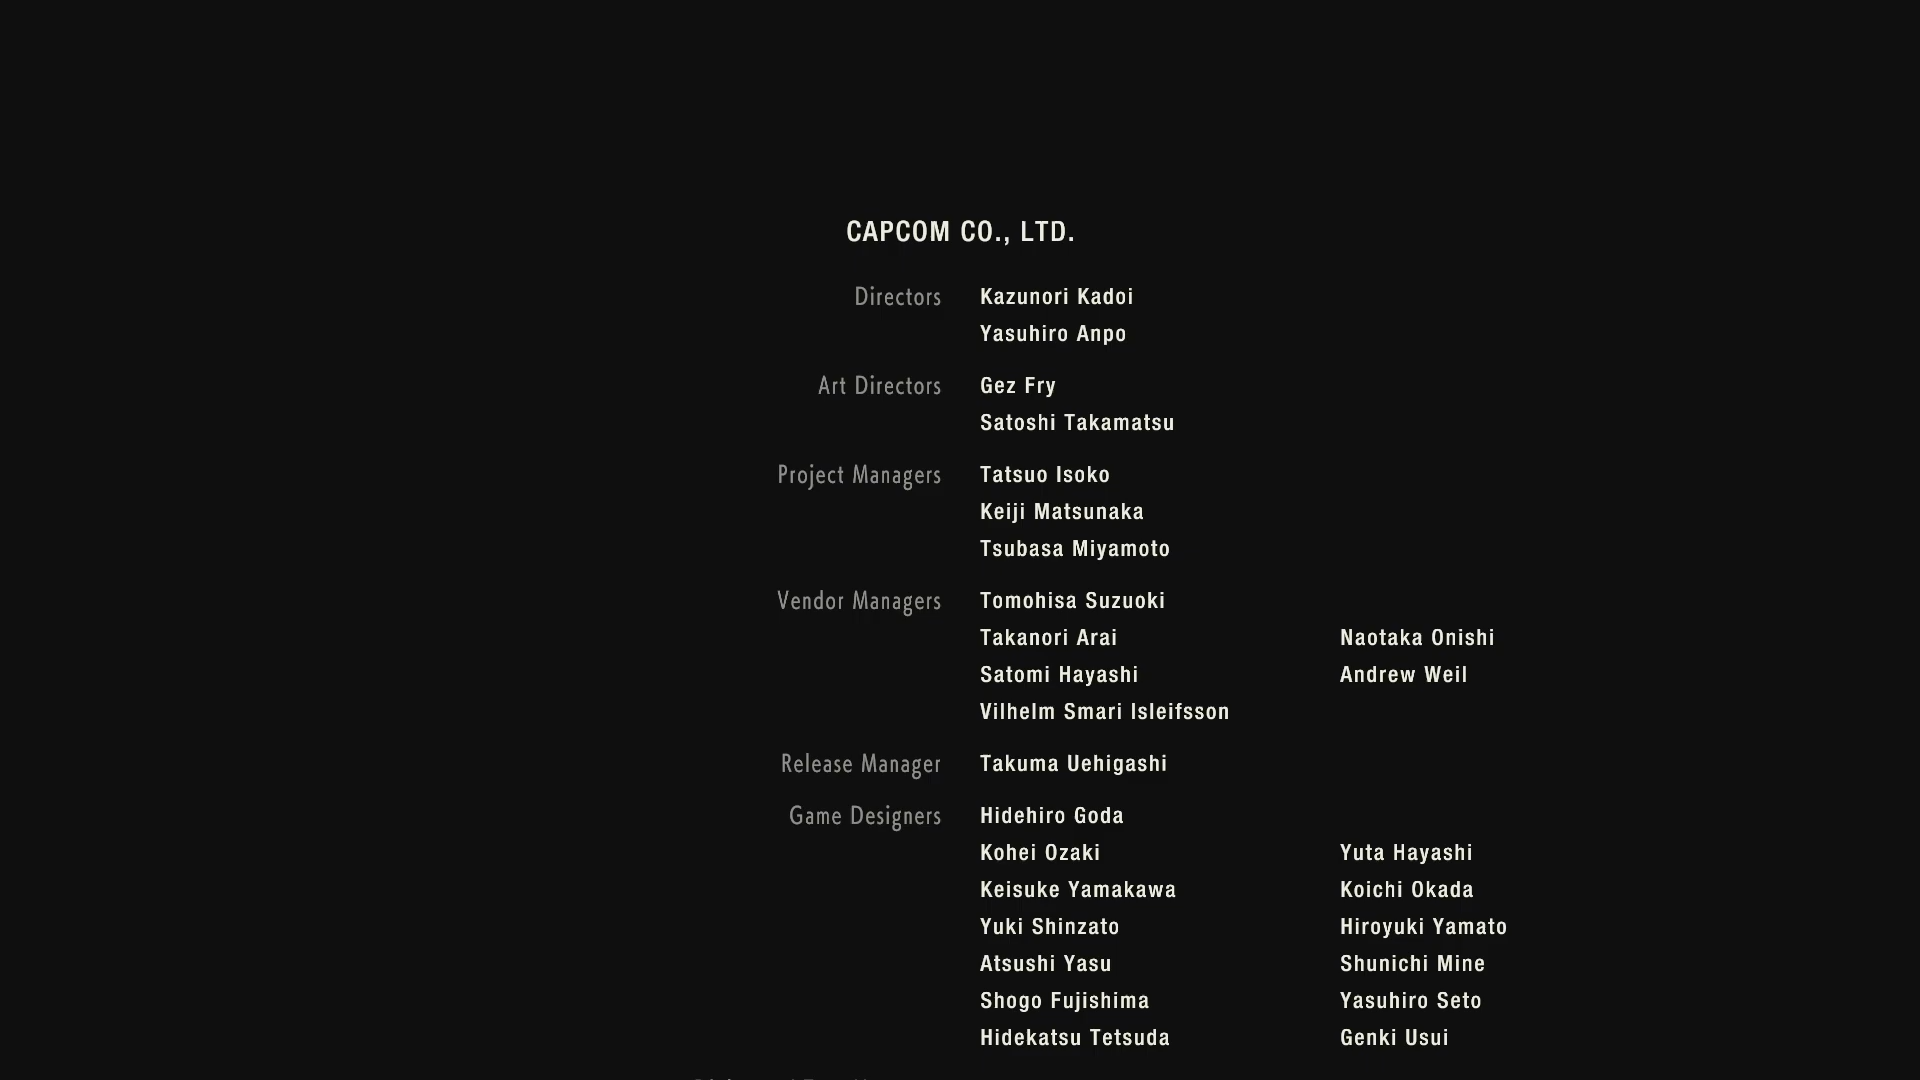 CAPCOM CO., LTD.
Directors Kazunori Kadoi
Yasuhiro Anpo
Art Directors Gez Fry
Satoshi Takamatsu
Project Managers Tatsuo Isoko
Keiji Matsunaka
Tsubasa Miyamoto
Vendor Managers Tomohisa Suzuoki
Takanori Arai Naotaka Onishi
Satomi Hayashi Andrew Weil
Vilhelm Smari Isleifsson
Release Manager Takuma Uehigashi
Game Designers Hidehiro Goda
Kohei Ozaki Yuta Hayashi
Keisuke Yamakawa Koichi Okada
Yuki Shinzato Hiroyuki Yamato
Atsushi Yasu Shunichi Mine
Shogo Fujishima Yasuhiro Seto
Hidekatsu Tetsuda Genki Usui